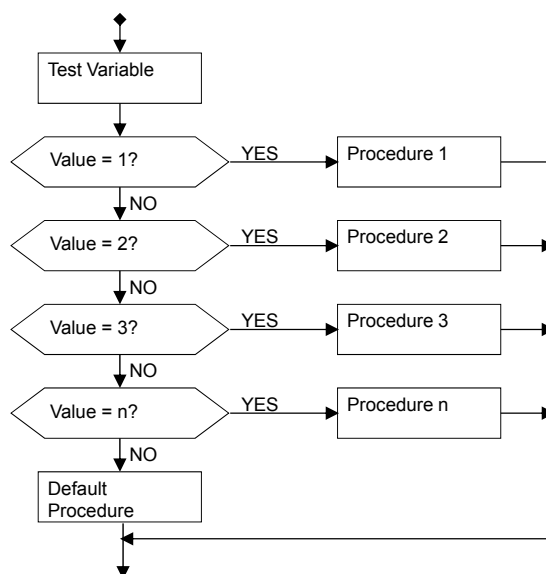 Test Variable
Value = 1?
YES
Procedure 1
NO
Value = 2?
YES
Procedure 2
NO
Value = 3?
YES
Procedure 3
NO
Value = n?
YES
Procedure n
NO
Default
Procedure